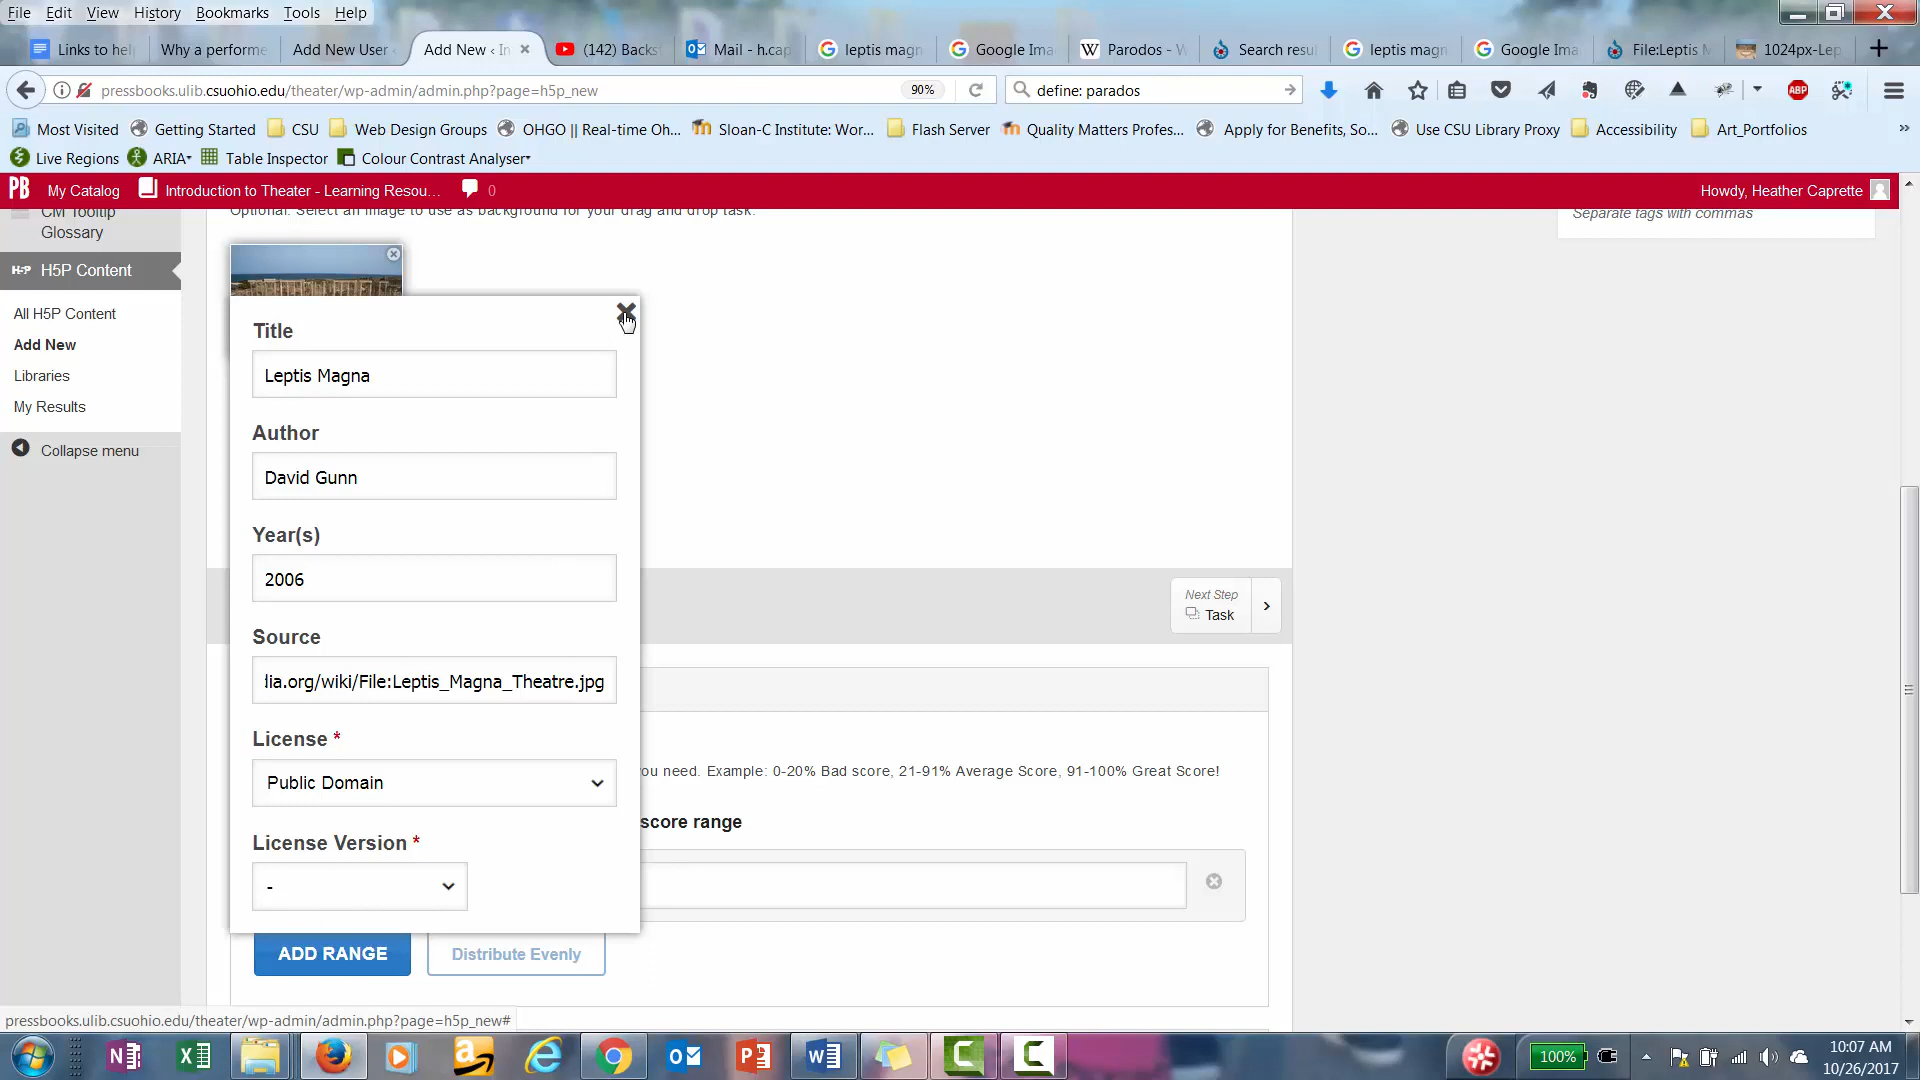 File Edit View History Bookmarks Tools Help
Links to hel Why a performe Add New User Add New ‹ In (142) Backs Mail - h.cap leptis magn Google Ima Parodos - W Search resu leptis magn Google Ima File:Leptis M 1024px-Lep
pressbooks.ulib.csuohio.edu/theater/wp-admin/admin.php?page=h5p_new 90% define: parados ABP
Most Visited Getting Started CSU Web Design Groups OHGO || Real-time Oh... Sloan-C Institute: Wor... Flash Server Quality Matters Profes... Apply for Benefits, So... Use CSU Library Proxy Accessibility Art_Portfolios »
Live Regions ARIA Table Inspector Colour Contrast Analyser
PB My Catalog Introduction to Theater - Learning Resou... 0 Howdy, Heather Caprette
CM Tooltip
Glossary
Optional. Select an image to use as background for your drag and drop task.
Separate tags with commas
H5P Content
All H5P Content
Add New
Libraries
My Results
Collapse menu
Title
Leptis Magna
Author
David Gunn
Year(s)
2006
Next Step
Task
Source
dia.org/wiki/File:Leptis_Magna_Theatre.jpg
License *
Public Domain
ou need. Example: 0-20% Bad score, 21-91% Average Score, 91-100% Great Score!
score range
License Version *
-
ADD RANGE Distribute Evenly
pressbooks.ulib.csuohio.edu/theater/wp-admin/admin.php?page=h5p_new#
100% 10:07 AM
10/26/2017